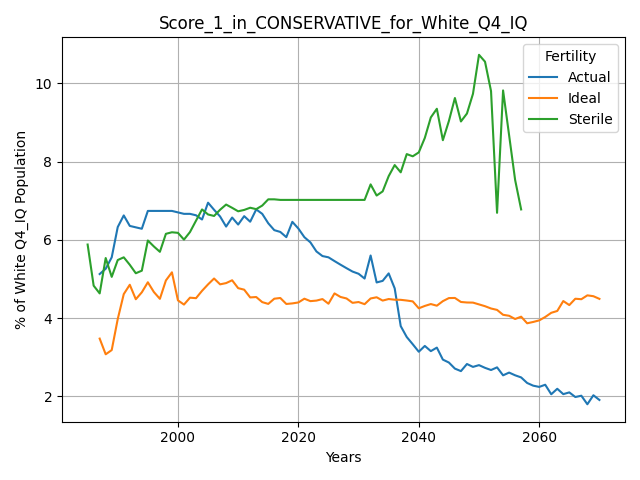 Score_1_in_CONSERVATIVE_for_White_Q4_IQ
% of White Q4_IQ Population
10
8
6
4
2
Fertility
Actual
Ideal
Sterile
2000 2020 2040 2060
Years